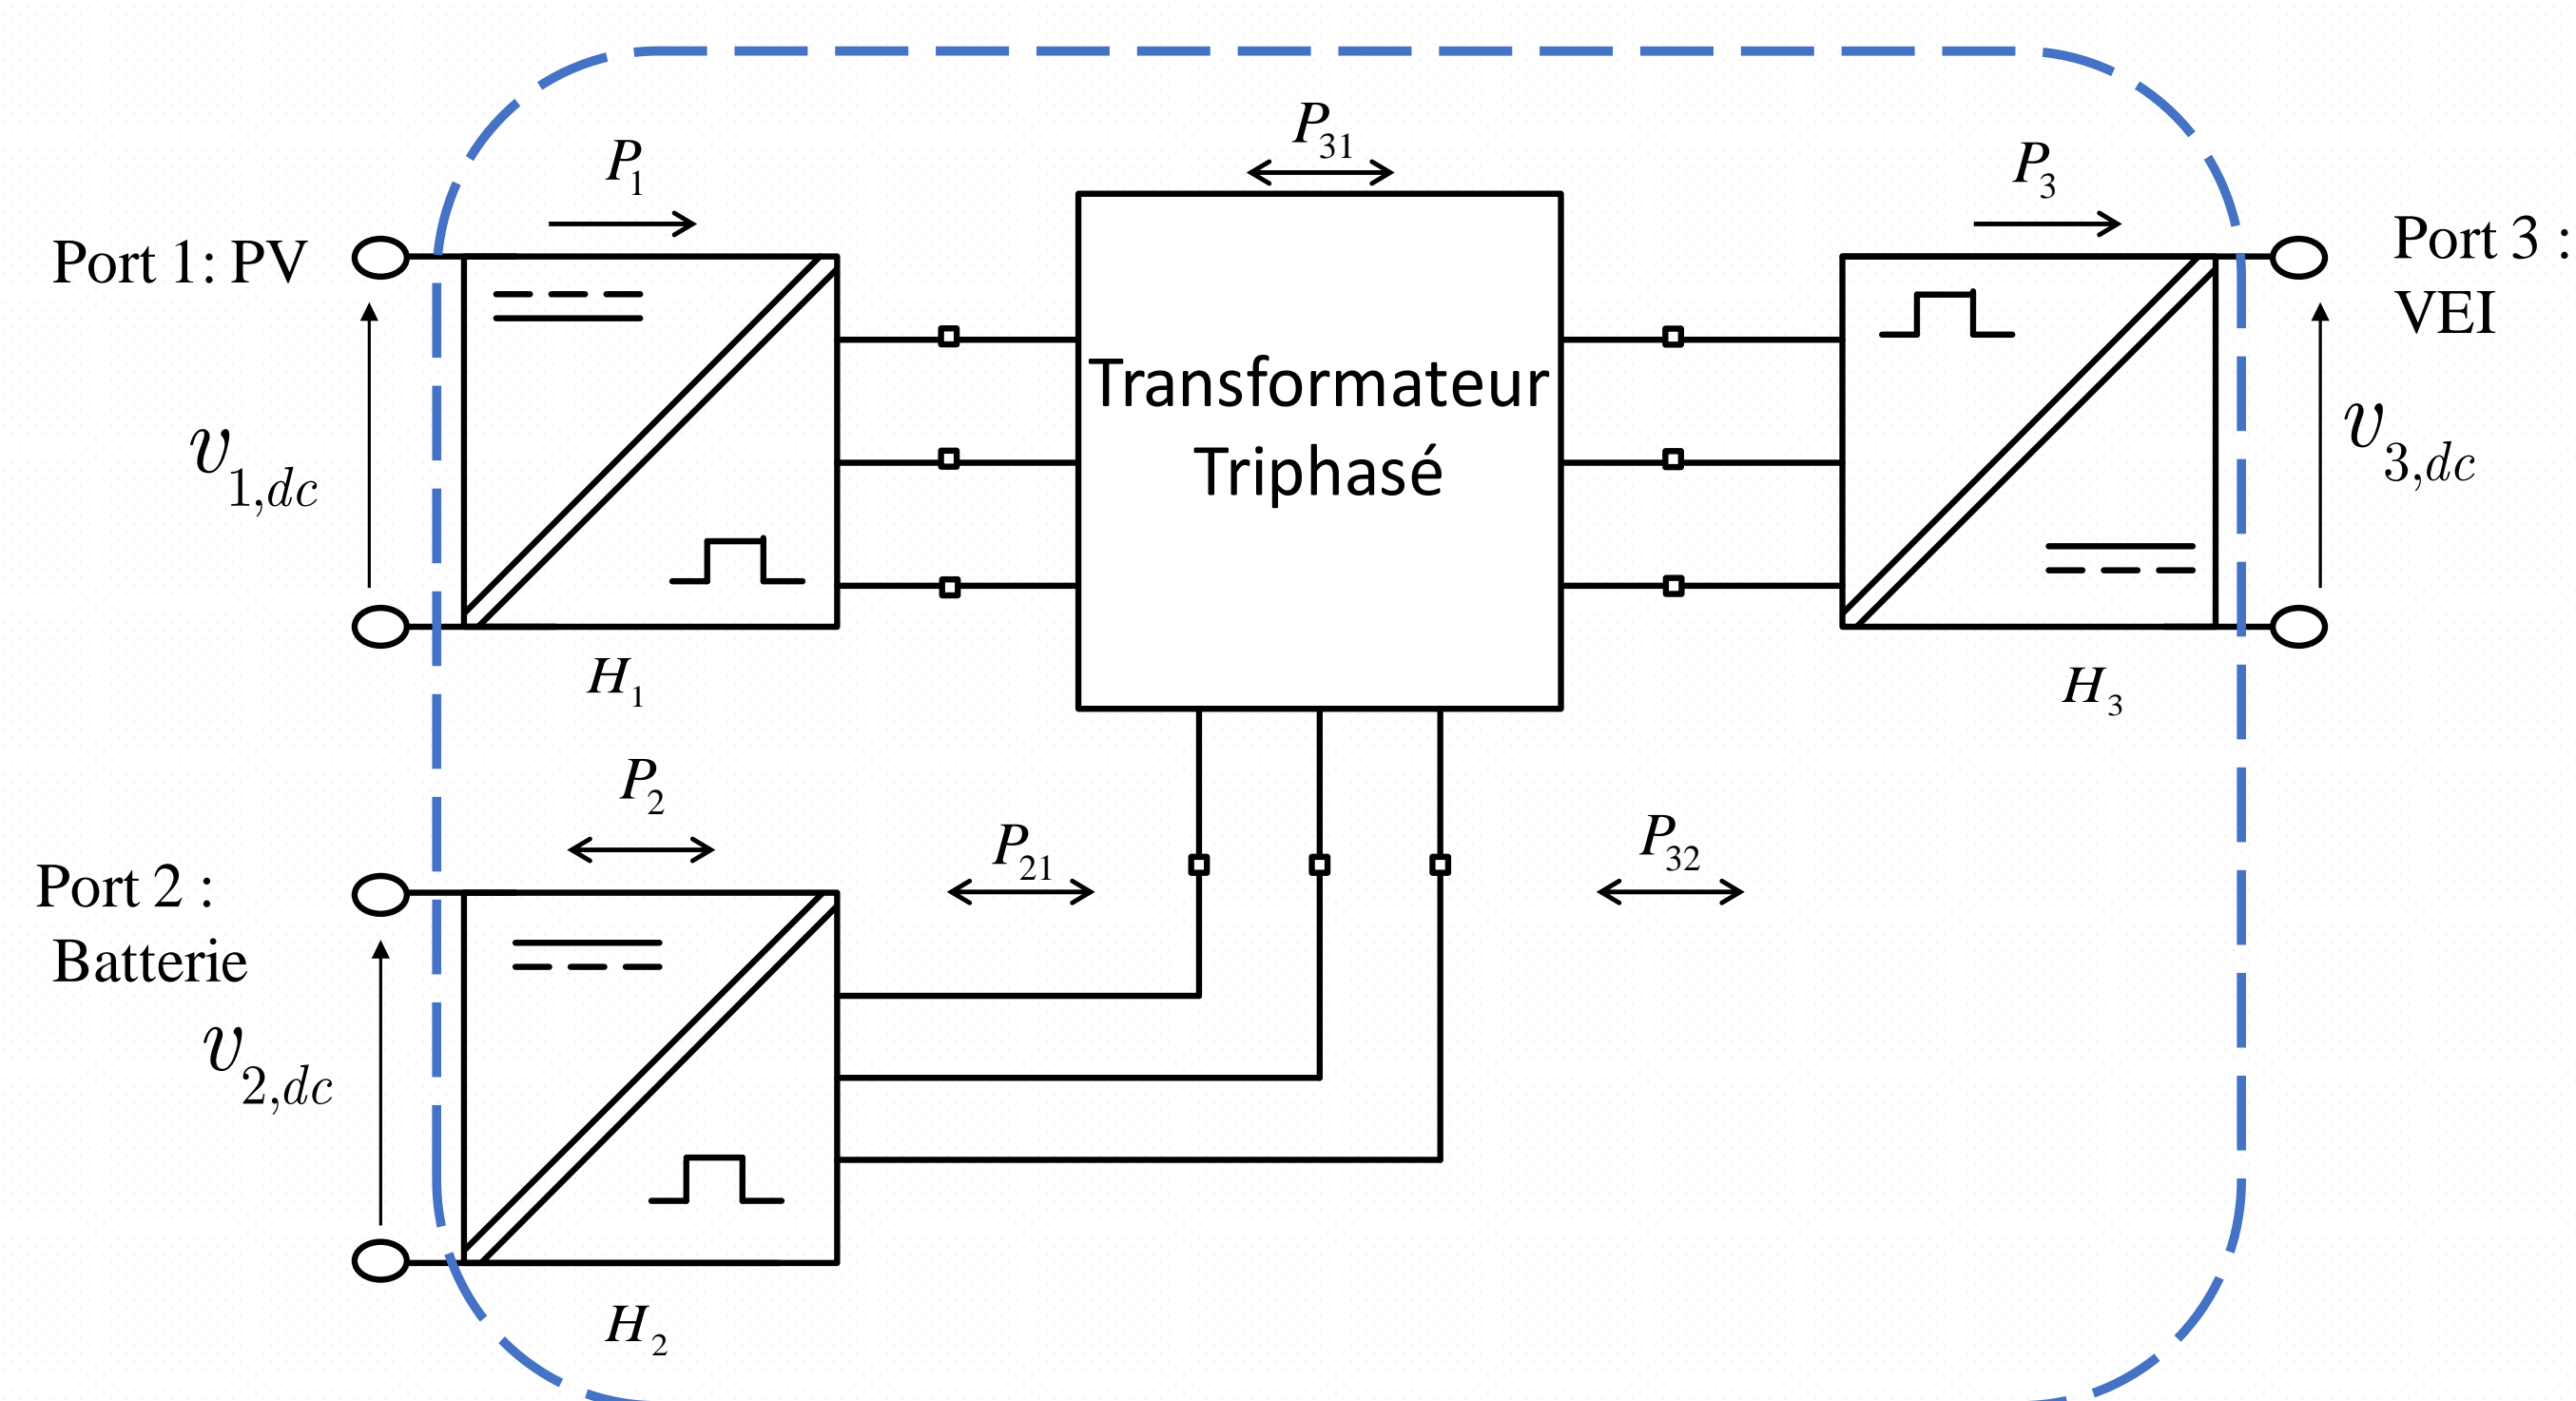 P31
P1
P3
Port 1: PV
Port 3 :
VEI
Transformateur
Triphasé
v1,dc
v3,dc
H1
H3
P2
P21
P32
Port 2 :
Batterie
v2,dc
H2